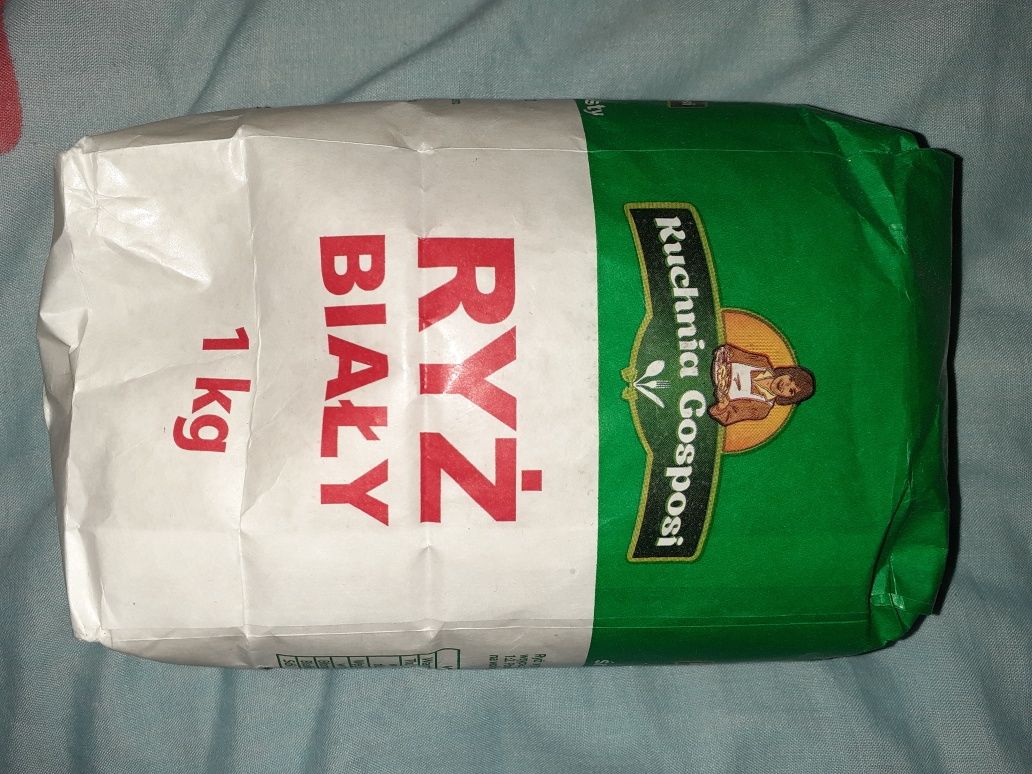 Kuchnia Gosposi
RYŻ
BIAŁY
1 kg